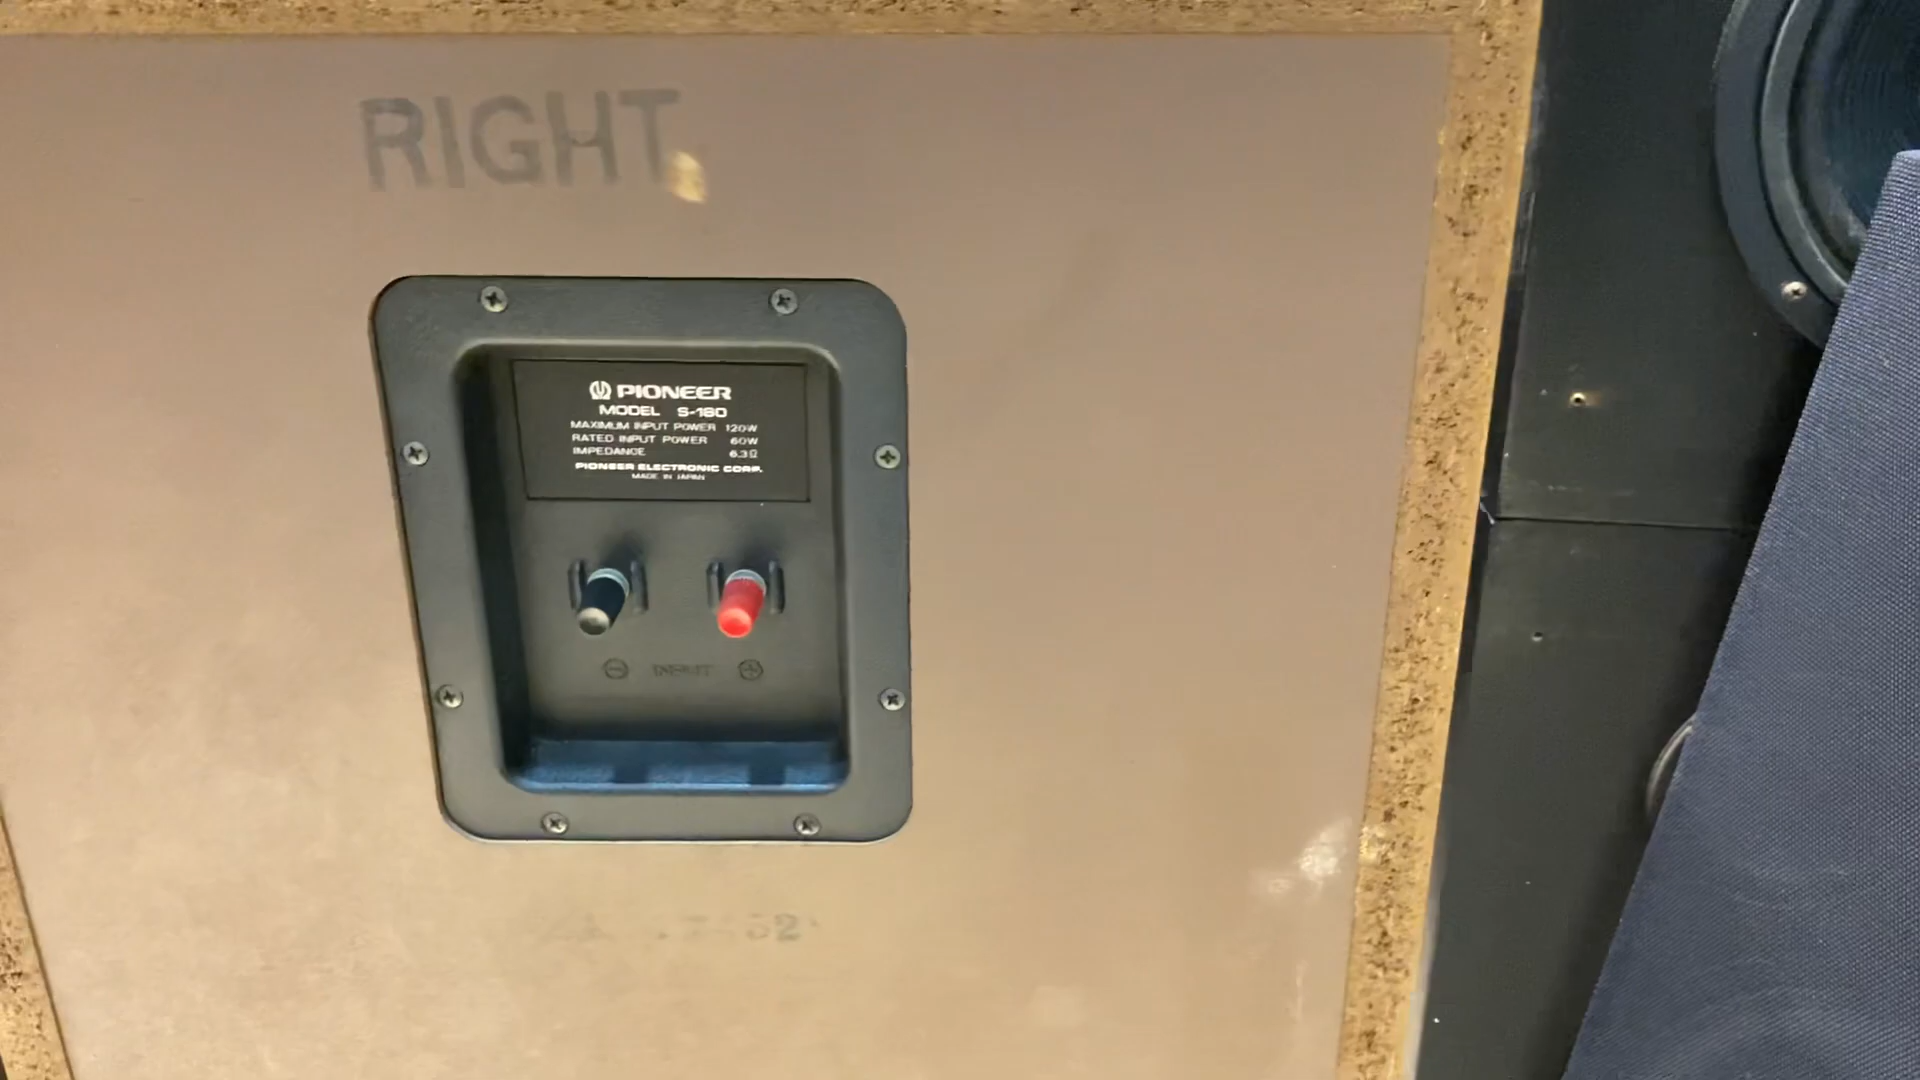 RIGHT
PIONEER
MODEL S-180
MAXIMUM INPUT POWER 120W
RATED INPUT POWER 60W
IMPEDANCE 6.3Ω
PIONEER ELECTRONIC CORP.
MADE IN JAPAN
⊖ INPUT ⊕